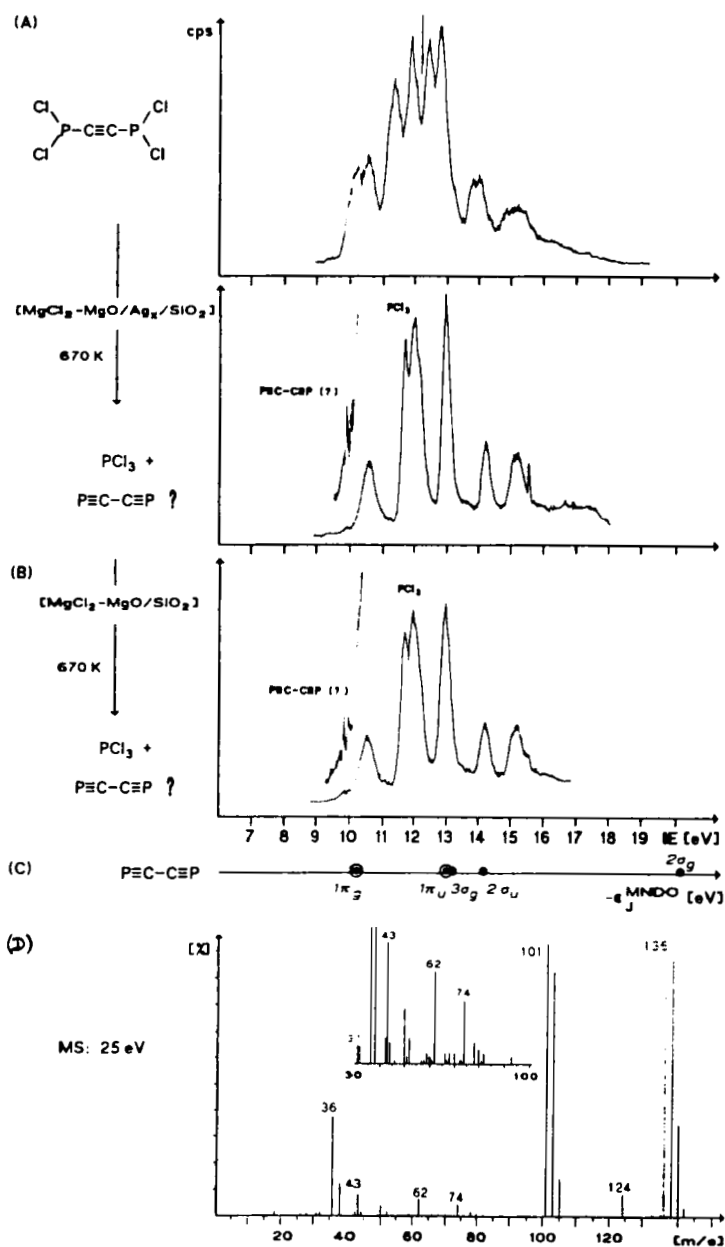 (A)
cps
Cl Cl
P-C≡C-P
Cl Cl
[MgCl₂-MgO/Agₓ/SiO₂]
670 K
PCl₃ +
P≡C-C≡P ?
PCl₃
P≡C-C≡P (?)
(B)
[MgCl₂-MgO/SiO₂]
670 K
PCl₃ +
P≡C-C≡P ?
PCl₃
P≡C-C≡P (?)
7 8 9 10 11 12 13 14 15 16 17 18 19 IE [eV]
(C)
P≡C-C≡P
1πg 1πu 3σg 2σu 2σg
-εJ MNDO [eV]
(D)
[%]
MS: 25 eV
43
62
74
30 100
101
136
36
43
62
74
124
20 40 60 80 100 120 [m/e]